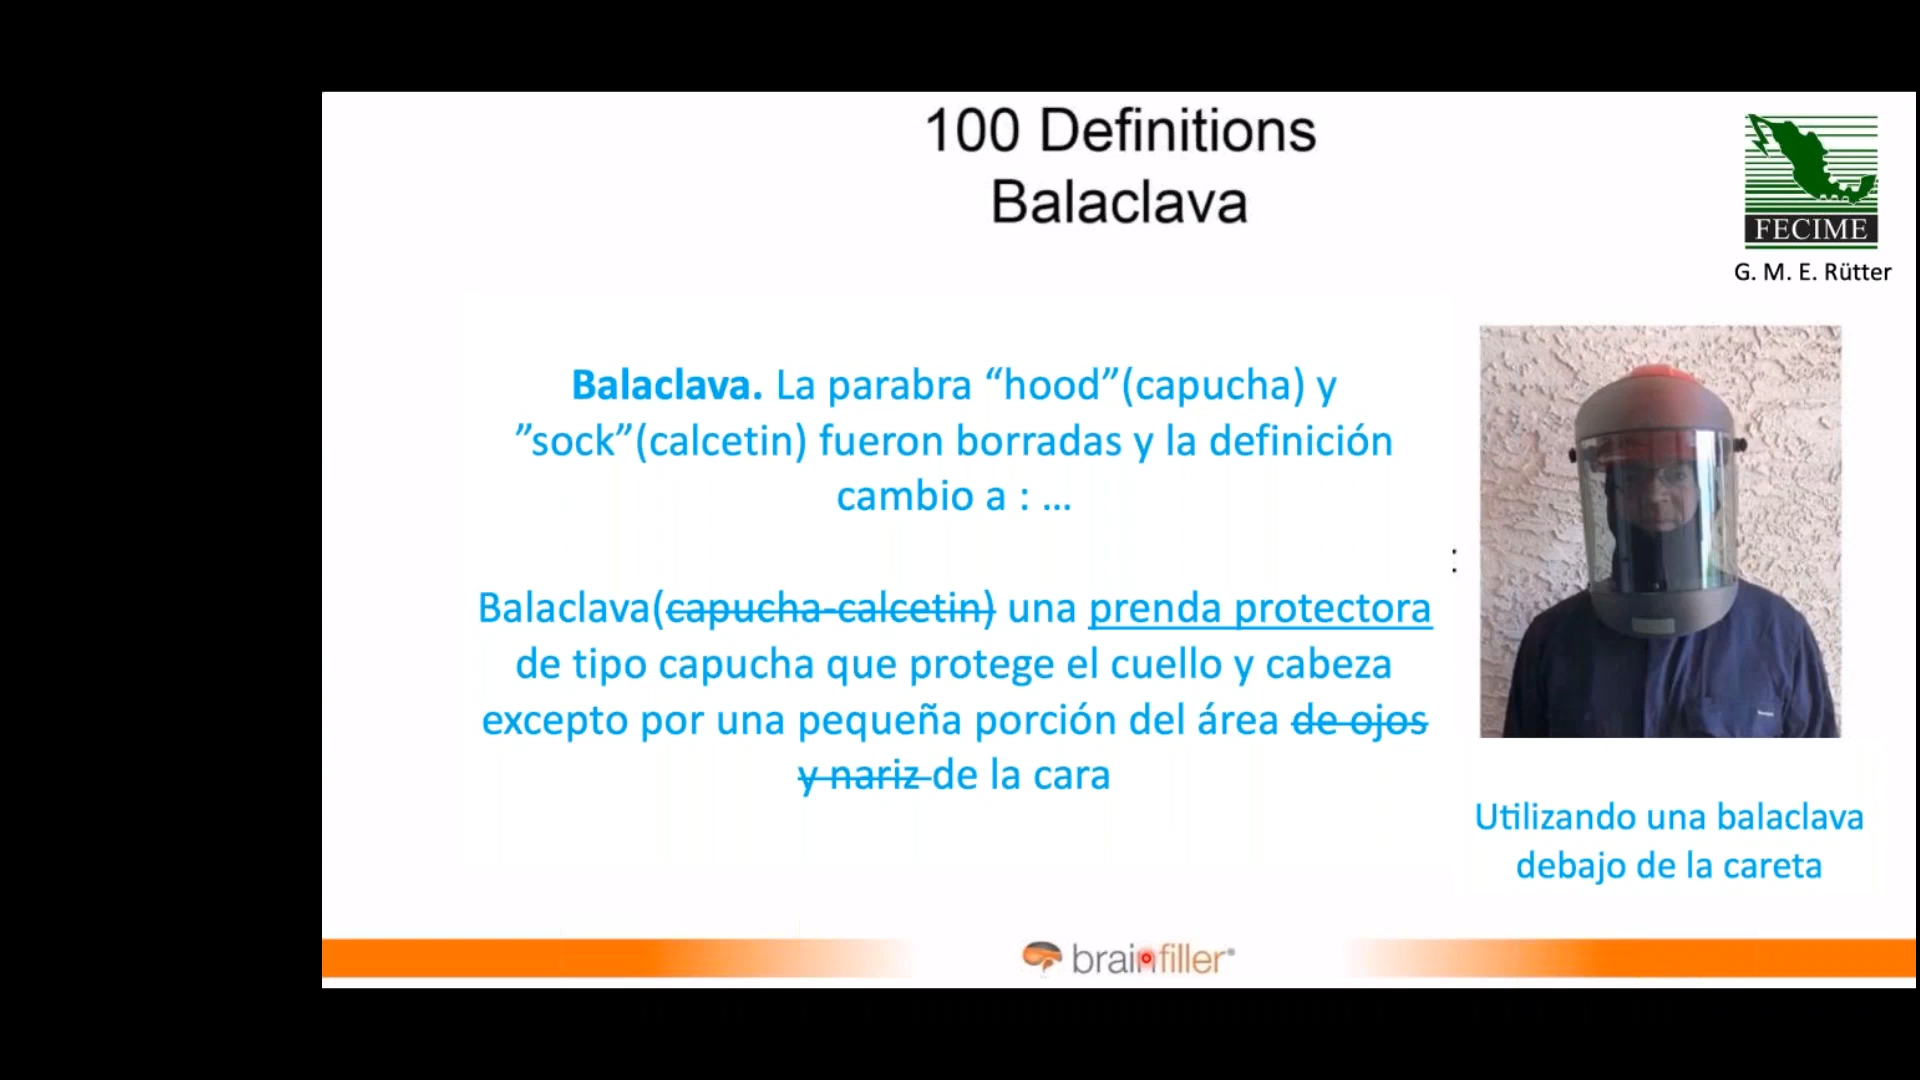 100 Definitions
Balaclava
FECIME
G. M. E. Rütter
Balaclava. La parabra “hood”(capucha) y
”sock”(calcetin) fueron borradas y la definición
cambio a : ...
:
Balaclava(capucha-calcetin) una prenda protectora
de tipo capucha que protege el cuello y cabeza
excepto por una pequeña porción del área de ojos
y nariz de la cara
Utilizando una balaclava
debajo de la careta
brainfiller®